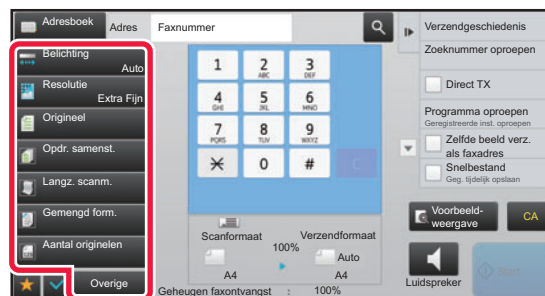 Adresboek
Adres
Faxnummer
Belichting
Auto
Resolutie
Extra Fijn
Origineel
Opdr. samenst.
Langz. scanm.
Gemengd form.
Aantal originelen
Overige
1
2
ABC
3
DEF
4
GHI
5
JKL
6
MNO
7
PQRS
8
TUV
9
WXYZ
0
#
C
Scanformaat
100%
Verzendformaat
Auto
A4
A4
Geheugen faxontvangst : 100%
Verzendgeschiedenis
Zoeknummer oproepen
Direct TX
Programma oproepen
Geregistreerde inst. oproepen
Zelfde beeld verz.
als faxadres
Snelbestand
Geg. tijdelijk opslaan
Voorbeeld-
weergave
CA
Luidspreker
Start